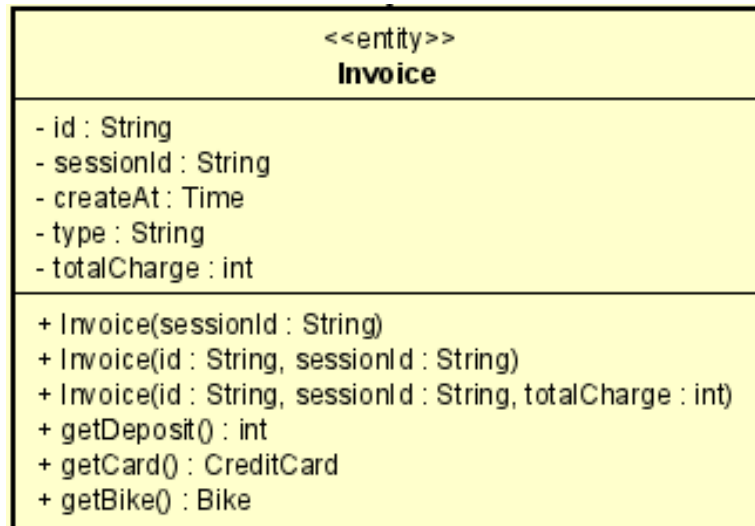 <<entity>>
Invoice
- id : String
- sessionId : String
- createAt : Time
- type : String
- totalCharge : int
+ Invoice(sessionId : String)
+ Invoice(id : String, sessionId : String)
+ Invoice(id : String, sessionId : String, totalCharge : int)
+ getDeposit() : int
+ getCard() : CreditCard
+ getBike() : Bike